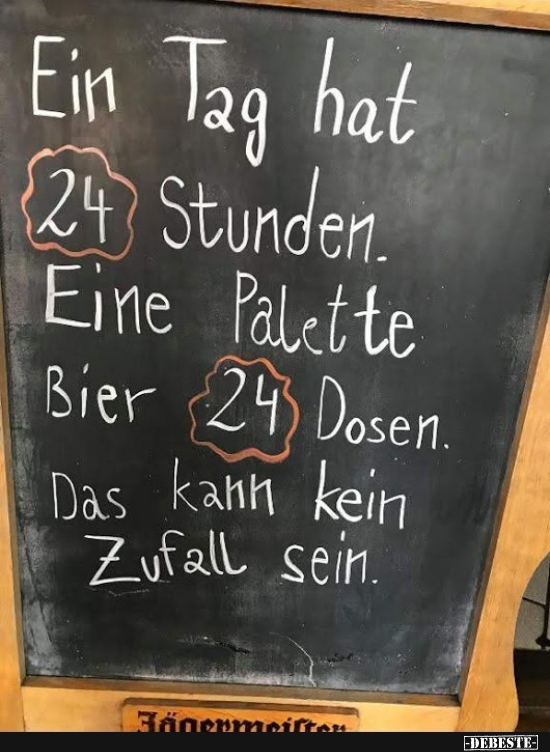 Ein Tag hat
24 Stunden.
Eine Palette
Bier 24 Dosen.
Das kann kein
Zufall sein.
Jägermeister
-DEBESTE-